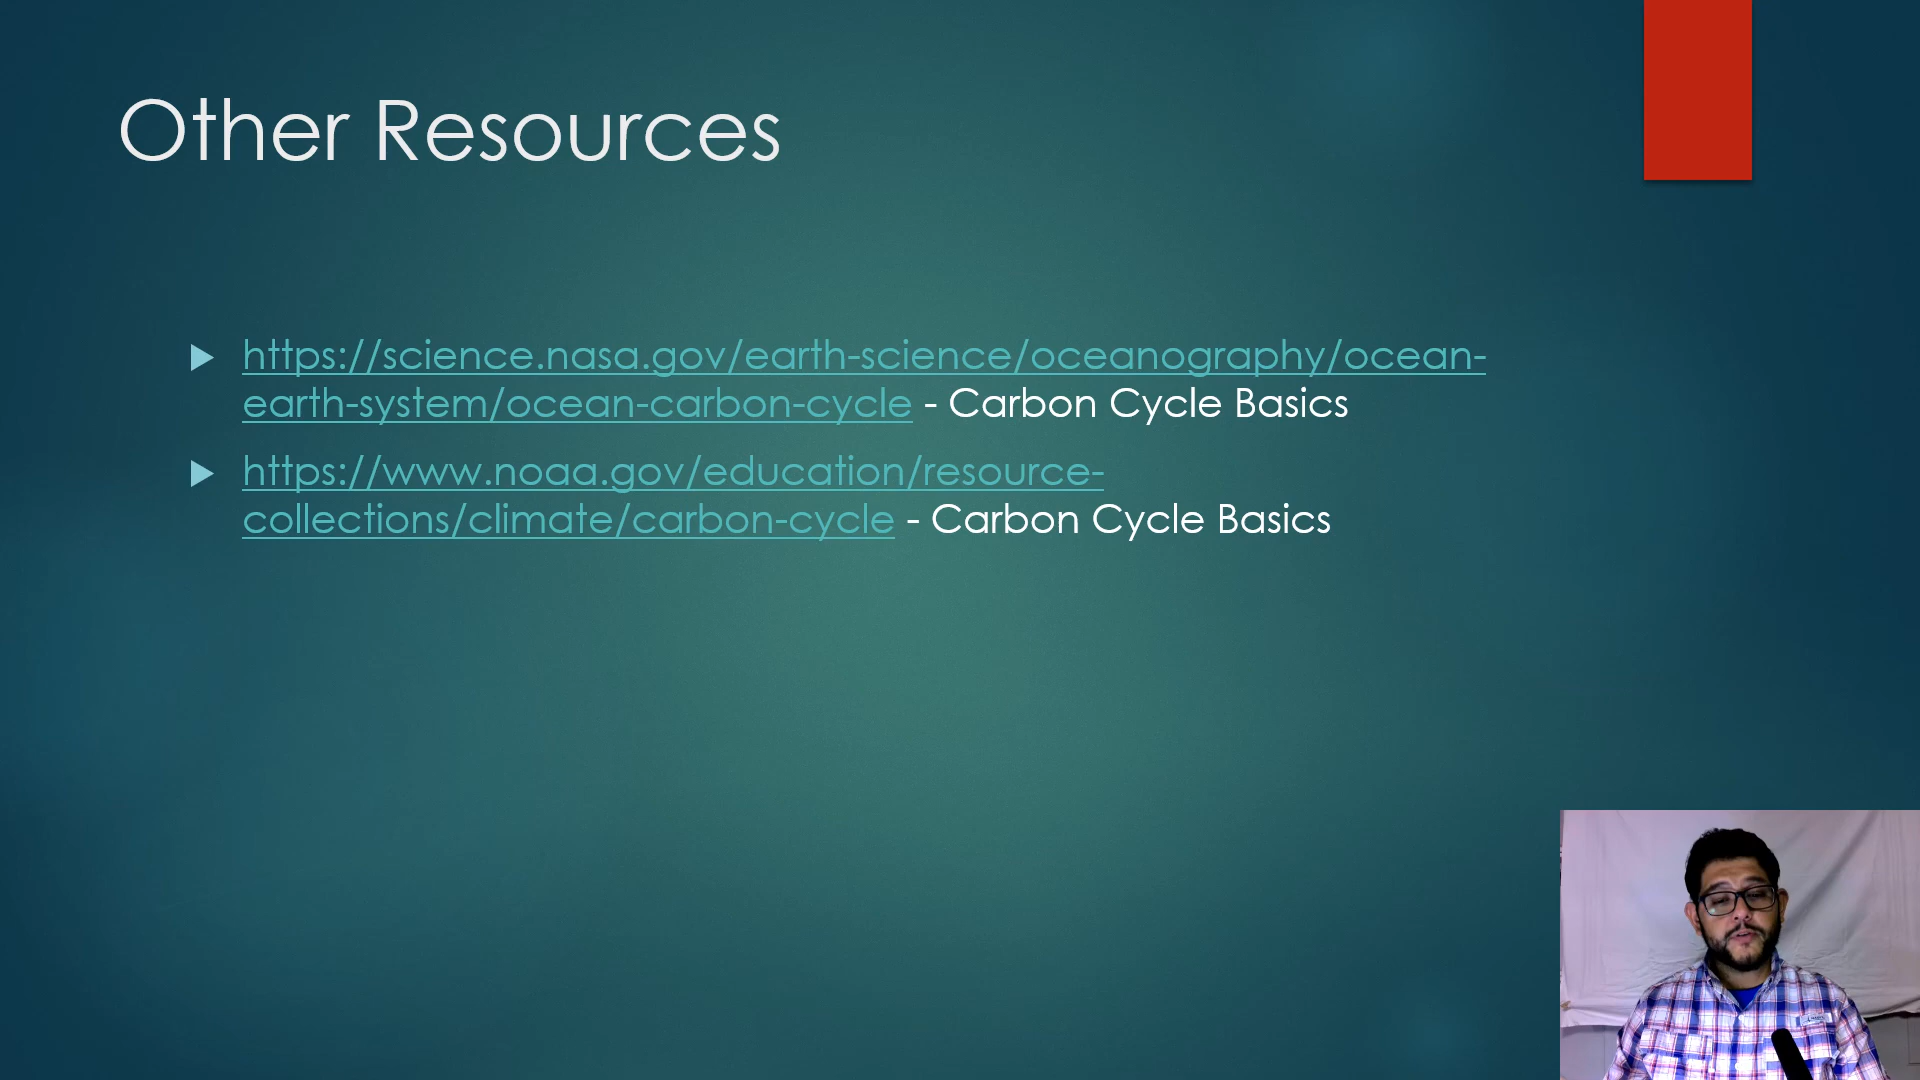 Other Resources
https://science.nasa.gov/earth-science/oceanography/ocean-
earth-system/ocean-carbon-cycle - Carbon Cycle Basics
https://www.noaa.gov/education/resource-
collections/climate/carbon-cycle - Carbon Cycle Basics